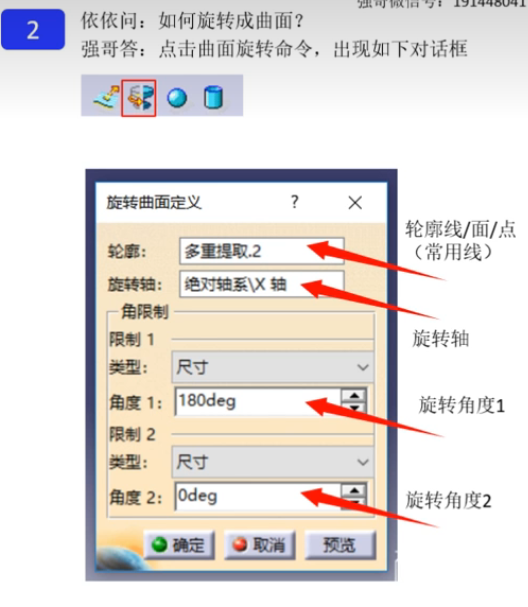 强哥微信号：191448041
2
依依问：如何旋转成曲面？
强哥答：点击曲面旋转命令，出现如下对话框
旋转曲面定义 ? ×
轮廓： 多重提取.2
轮廓线/面/点
（常用线）
旋转轴： 绝对轴系\X 轴
旋转轴
角限制
限制 1
类型： 尺寸
角度 1： 180deg
旋转角度1
限制 2
类型： 尺寸
角度 2： 0deg
旋转角度2
确定 取消 预览